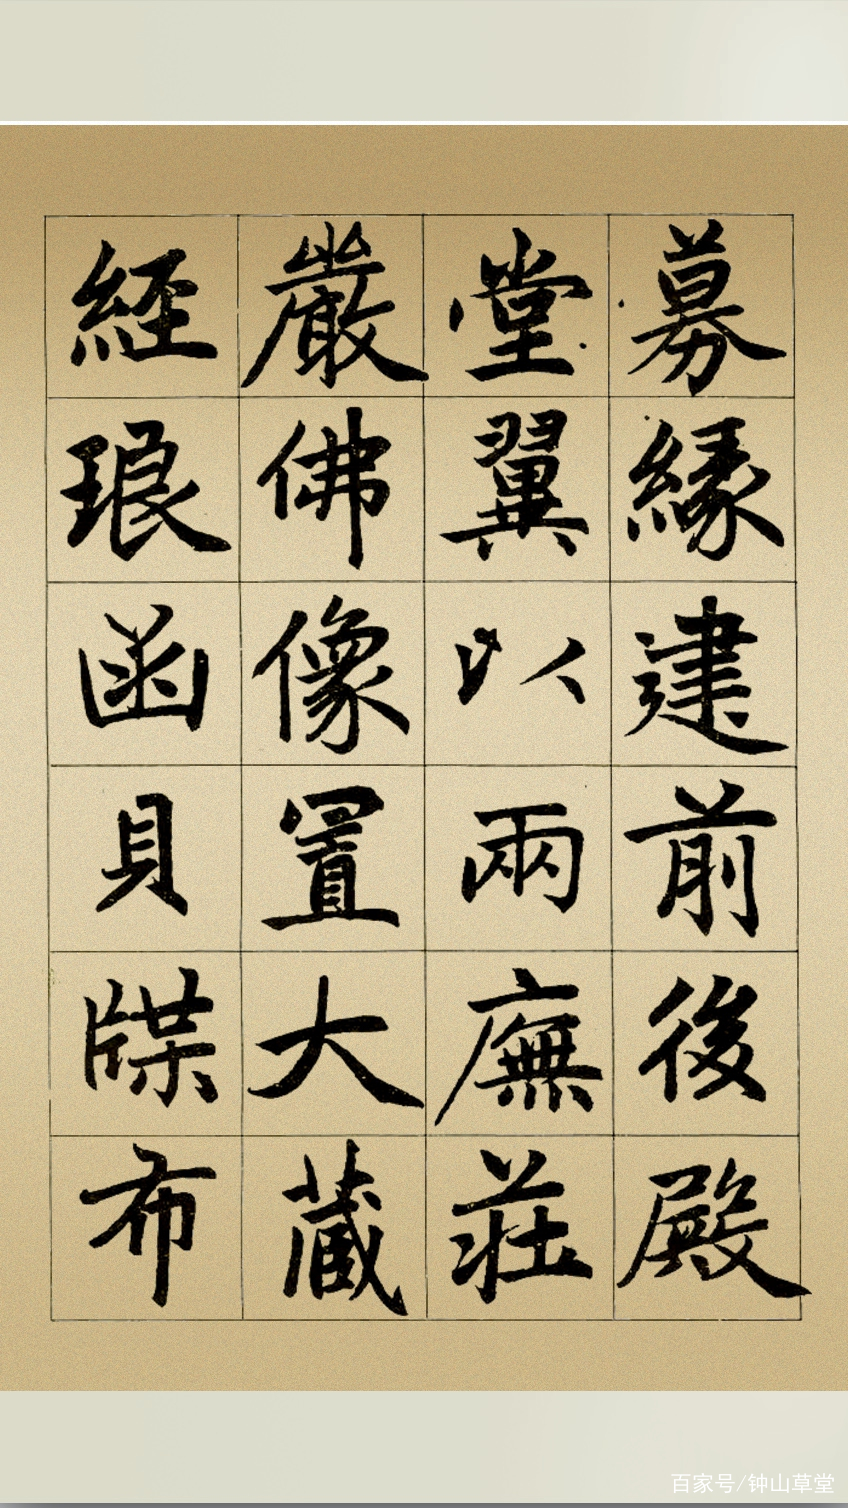 募縁建前後殿
堂翼以兩廡莊
嚴佛像置大藏
經琅函貝牒布
百家号/钟山草堂